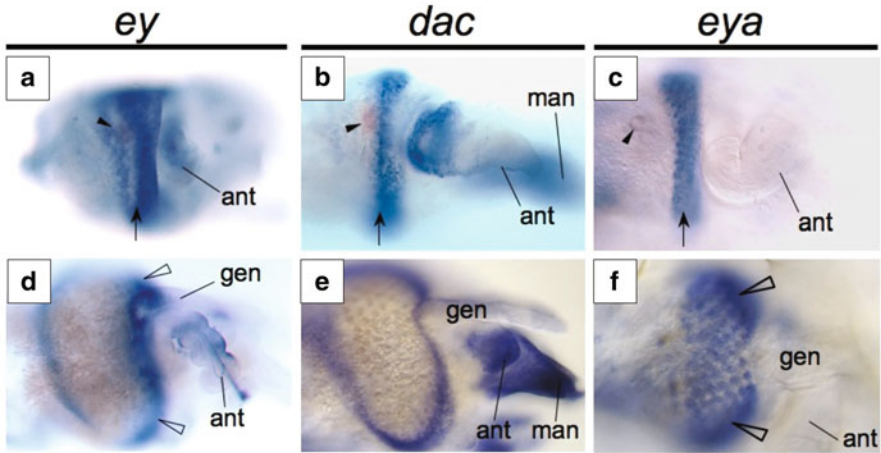 ey dac eya
a b c
man
ant ant ant
d e f
gen gen gen
ant ant man ant